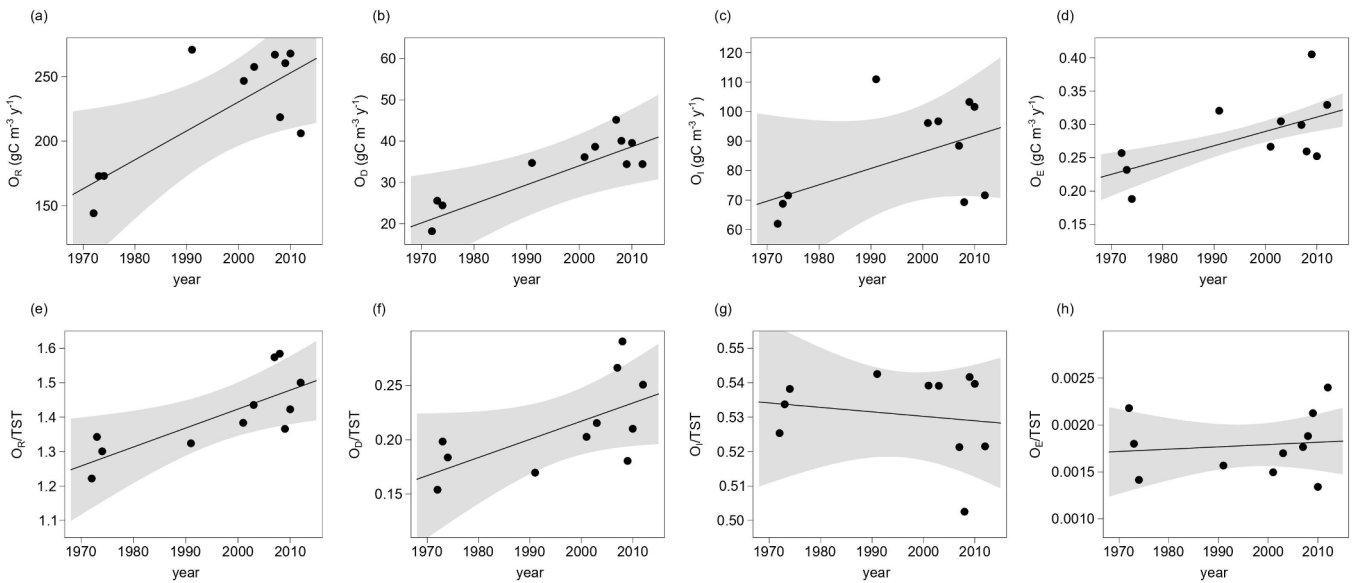 (a)
(b)
(c)
(d)
O_R (gC m⁻³ y⁻¹)
250
200
150
1970 1980 1990 2000 2010
year
O_D (gC m⁻³ y⁻¹)
60
40
20
1970 1980 1990 2000 2010
year
O_I (gC m⁻³ y⁻¹)
120
110
100
90
80
70
60
1970 1980 1990 2000 2010
year
O_E (gC m⁻³ y⁻¹)
0.40
0.30
0.25
0.20
0.15
1970 1980 1990 2000 2010
year
(e)
(f)
(g)
(h)
O_R/TST
1.6
1.5
1.4
1.3
1.2
1.1
1970 1980 1990 2000 2010
year
O_D/TST
0.25
0.20
0.15
1970 1980 1990 2000 2010
year
O_I/TST
0.55
0.54
0.53
0.52
0.51
0.50
1970 1980 1990 2000 2010
year
O_E/TST
0.0025
0.0020
0.0015
0.0010
1970 1980 1990 2000 2010
year